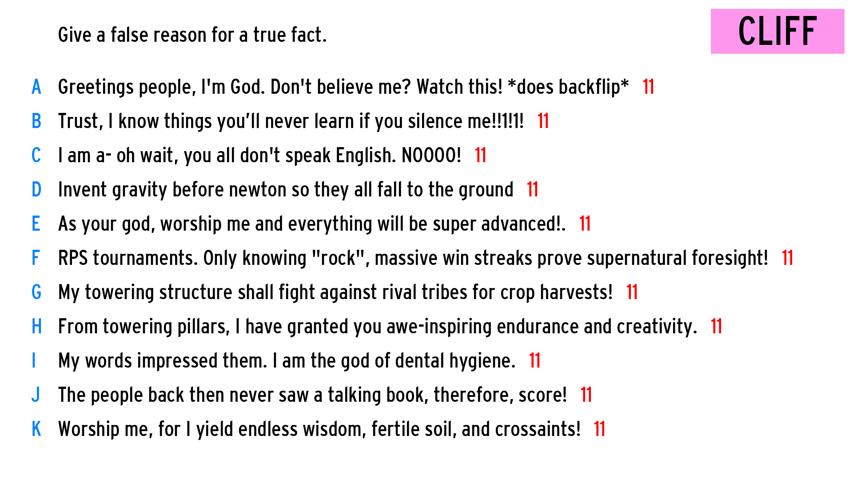 Give a false reason for a true fact.
CLIFF
A Greetings people, I'm God. Don't believe me? Watch this! *does backflip* 11
B Trust, I know things you'll never learn if you silence me!!1!1! 11
C I am a- oh wait, you all don't speak English. NOOOO! 11
D Invent gravity before newton so they all fall to the ground 11
E As your god, worship me and everything will be super advanced!. 11
F RPS tournaments. Only knowing "rock", massive win streaks prove supernatural foresight! 11
G My towering structure shall fight against rival tribes for crop harvests! 11
H From towering pillars, I have granted you awe-inspiring endurance and creativity. 11
I My words impressed them. I am the god of dental hygiene. 11
J The people back then never saw a talking book, therefore, score! 11
K Worship me, for I yield endless wisdom, fertile soil, and crossaints! 11